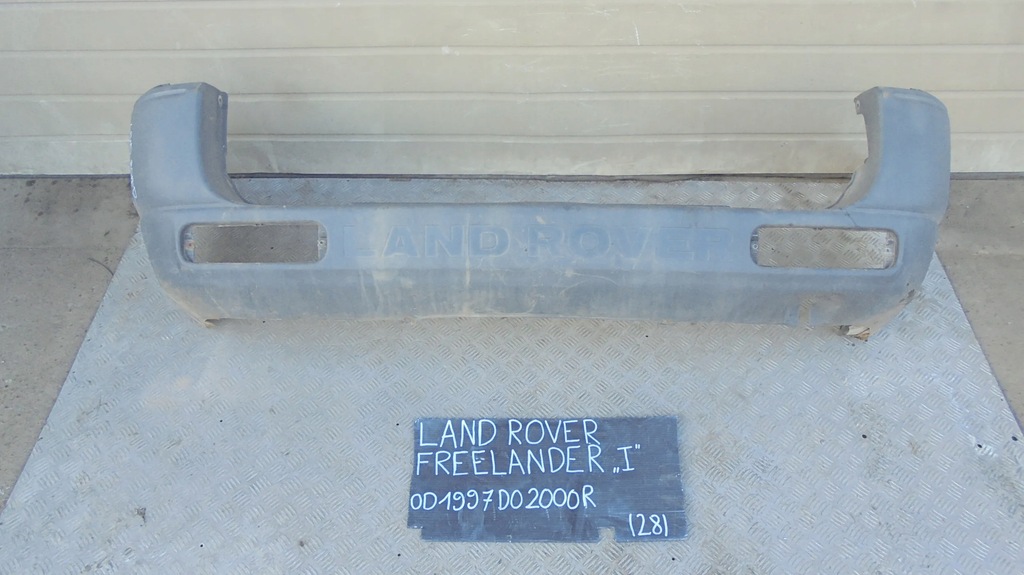 LAND ROVER
LAND ROVER
FREELANDER „I"
OD1997DO2000R
(28)